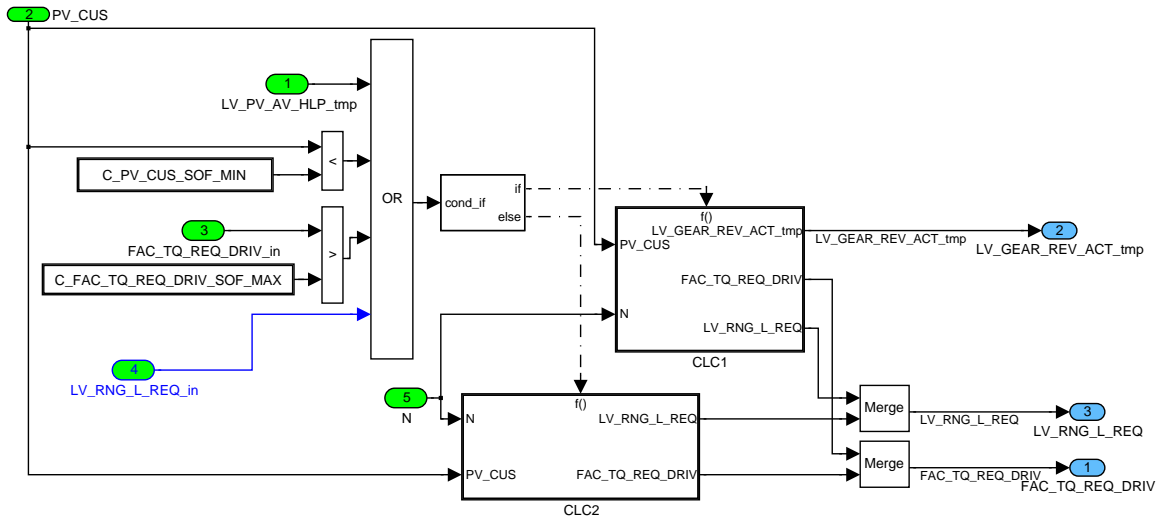 2 PV_CUS
1
LV_PV_AV_HLP_tmp
<
C_PV_CUS_SOF_MIN
OR
cond_if
if
else
3
FAC_TQ_REQ_DRIV_in
>
C_FAC_TQ_REQ_DRIV_SOF_MAX
4
LV_RNG_L_REQ_in
f()
LV_GEAR_REV_ACT_tmp
PV_CUS
FAC_TQ_REQ_DRIV
N
LV_RNG_L_REQ
CLC1
LV_GEAR_REV_ACT_tmp
2
LV_GEAR_REV_ACT_tmp
5
N
f()
N
LV_RNG_L_REQ
PV_CUS
FAC_TQ_REQ_DRIV
CLC2
Merge
LV_RNG_L_REQ
3
LV_RNG_L_REQ
Merge
FAC_TQ_REQ_DRIV
1
FAC_TQ_REQ_DRIV